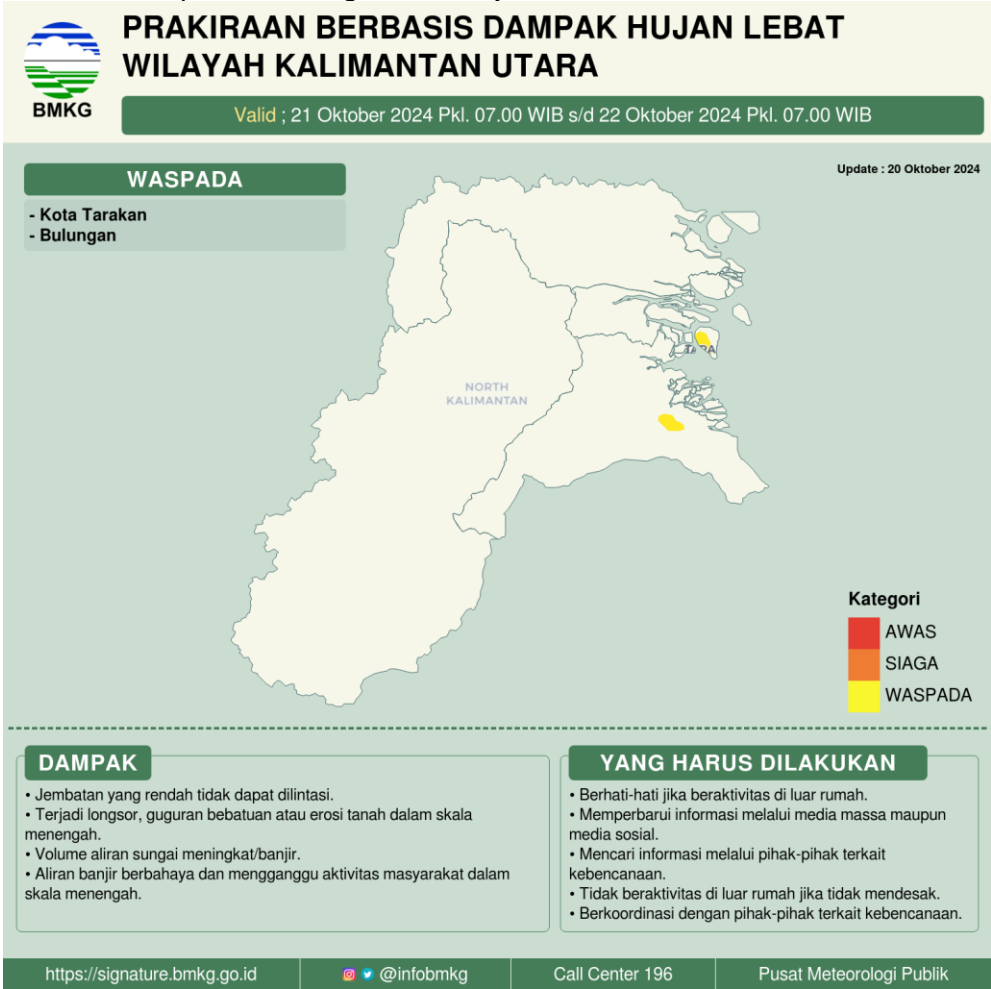 PRAKIRAAN BERBASIS DAMPAK HUJAN LEBAT
WILAYAH KALIMANTAN UTARA
BMKG
Valid ; 21 Oktober 2024 Pkl. 07.00 WIB s/d 22 Oktober 2024 Pkl. 07.00 WIB
Update : 20 Oktober 2024
WASPADA
- Kota Tarakan
- Bulungan
NORTH
KALIMANTAN
Kategori
AWAS
SIAGA
WASPADA
DAMPAK
• Jembatan yang rendah tidak dapat dilintasi.
• Terjadi longsor, guguran bebatuan atau erosi tanah dalam skala
menengah.
• Volume aliran sungai meningkat/banjir.
• Aliran banjir berbahaya dan mengganggu aktivitas masyarakat dalam
skala menengah.
YANG HARUS DILAKUKAN
• Berhati-hati jika beraktivitas di luar rumah.
• Memperbarui informasi melalui media massa maupun
media sosial.
• Mencari informasi melalui pihak-pihak terkait
kebencanaan.
• Tidak beraktivitas di luar rumah jika tidak mendesak.
• Berkoordinasi dengan pihak-pihak terkait kebencanaan.
https://signature.bmkg.go.id
@infobmkg
Call Center 196
Pusat Meteorologi Publik